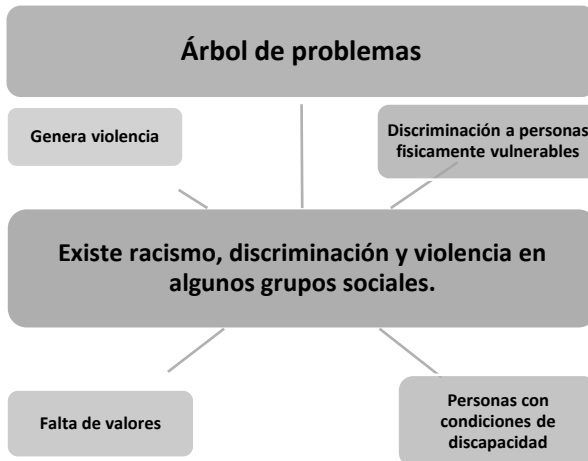 Árbol de problemas
Genera violencia
Discriminación a personas
fisicamente vulnerables
Existe racismo, discriminación y violencia en
algunos grupos sociales.
Falta de valores
Personas con
condiciones de
discapacidad